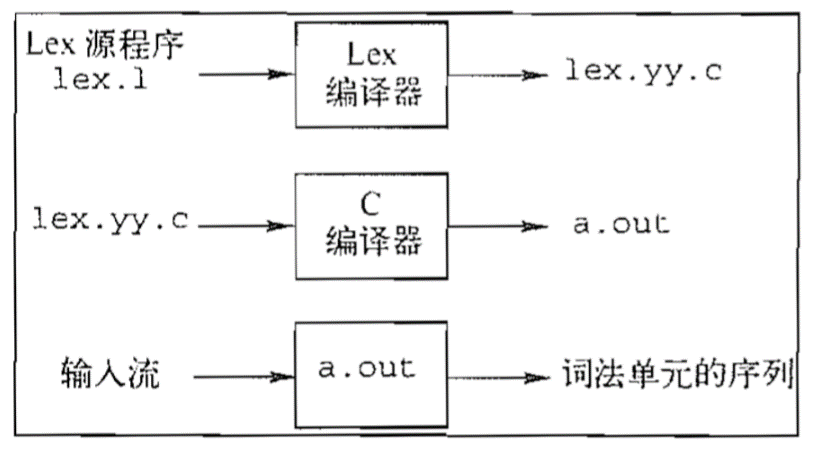 Lex 源程序
lex.l
Lex
编译器
lex.yy.c
lex.yy.c
C
编译器
a.out
输入流
a.out
词法单元的序列